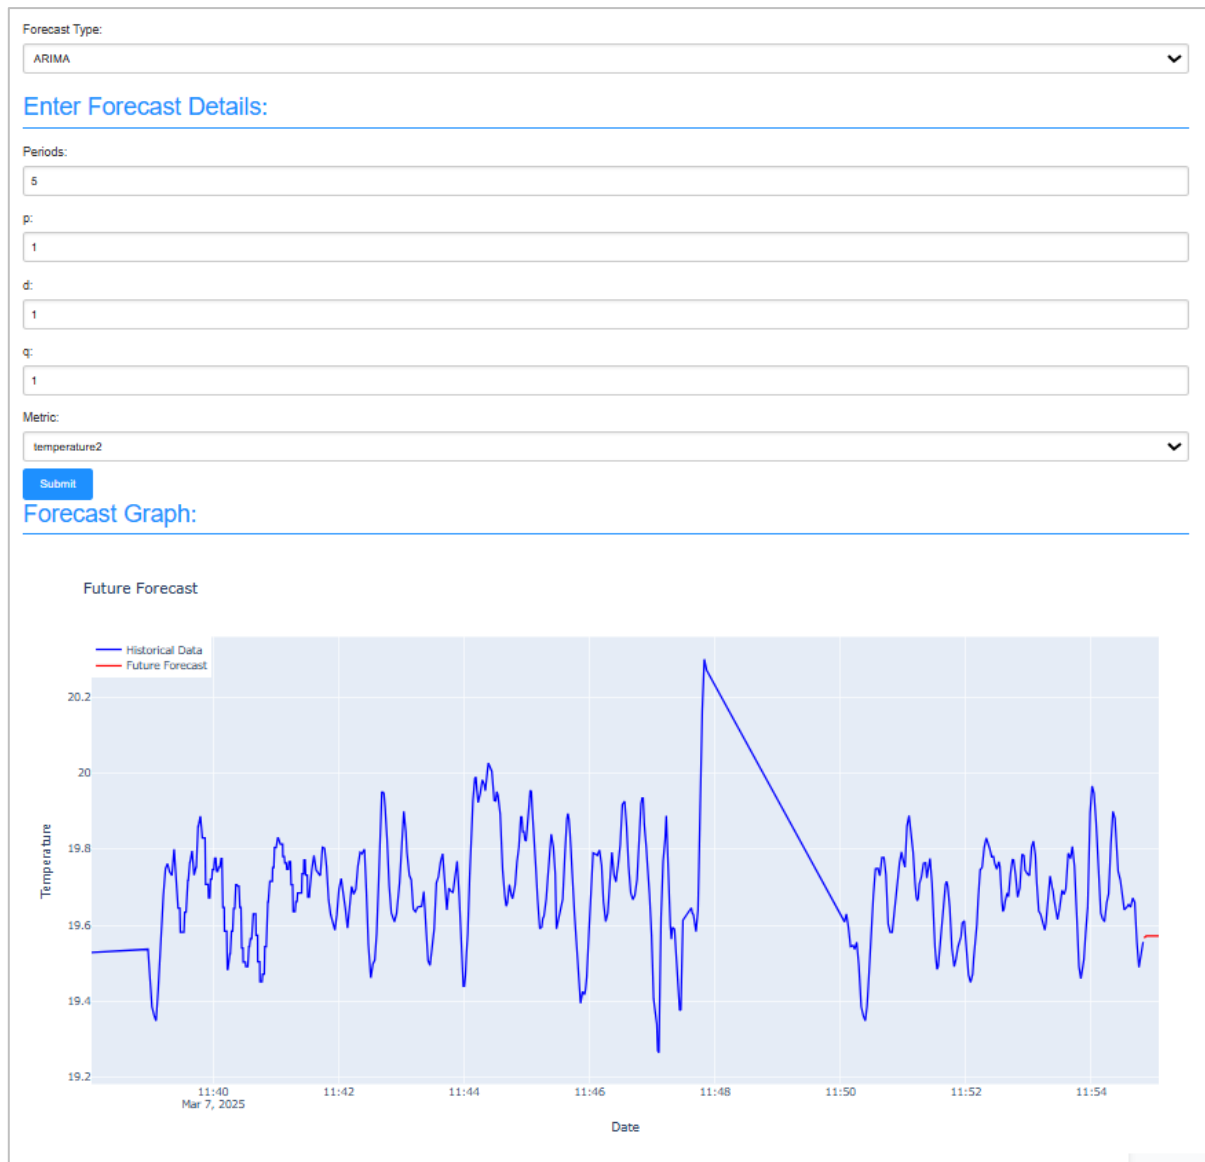 Forecast Type:
ARIMA
Enter Forecast Details:
Periods:
5
p:
1
d:
1
q:
1
Metric:
temperature2
Submit
Forecast Graph:
Future Forecast
Historical Data
Future Forecast
20.2
20
19.8
19.6
19.4
19.2
Temperature
11:40 11:42 11:44 11:46 11:48 11:50 11:52 11:54
Mar 7, 2025
Date